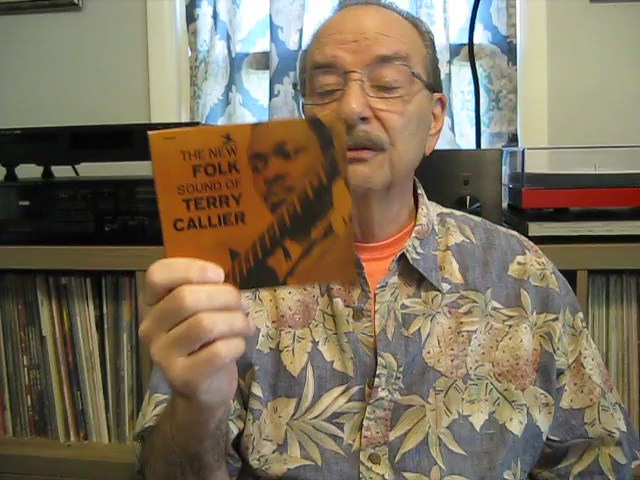 THE NEW
FOLK
SOUND OF
TERRY
CALLIER